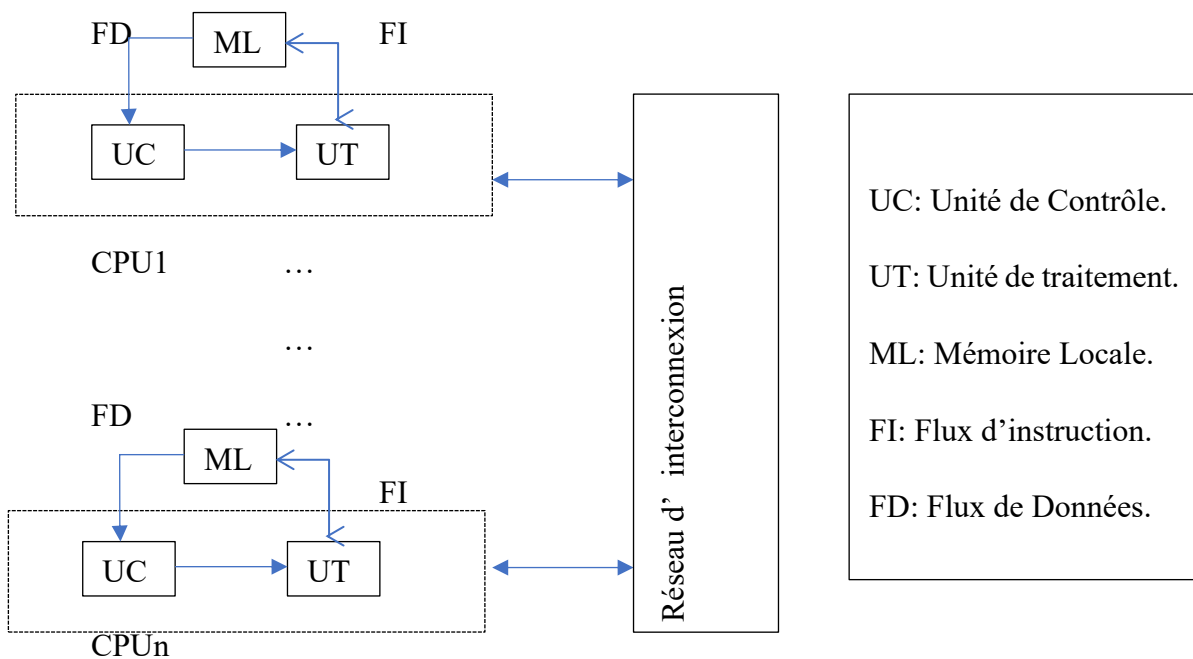 FD
ML
FI
UC
UT
CPU1
…
…
FD
…
ML
FI
UC
UT
CPUn
Réseau d’ interconnexion
UC: Unité de Contrôle.
UT: Unité de traitement.
ML: Mémoire Locale.
FI: Flux d’instruction.
FD: Flux de Données.